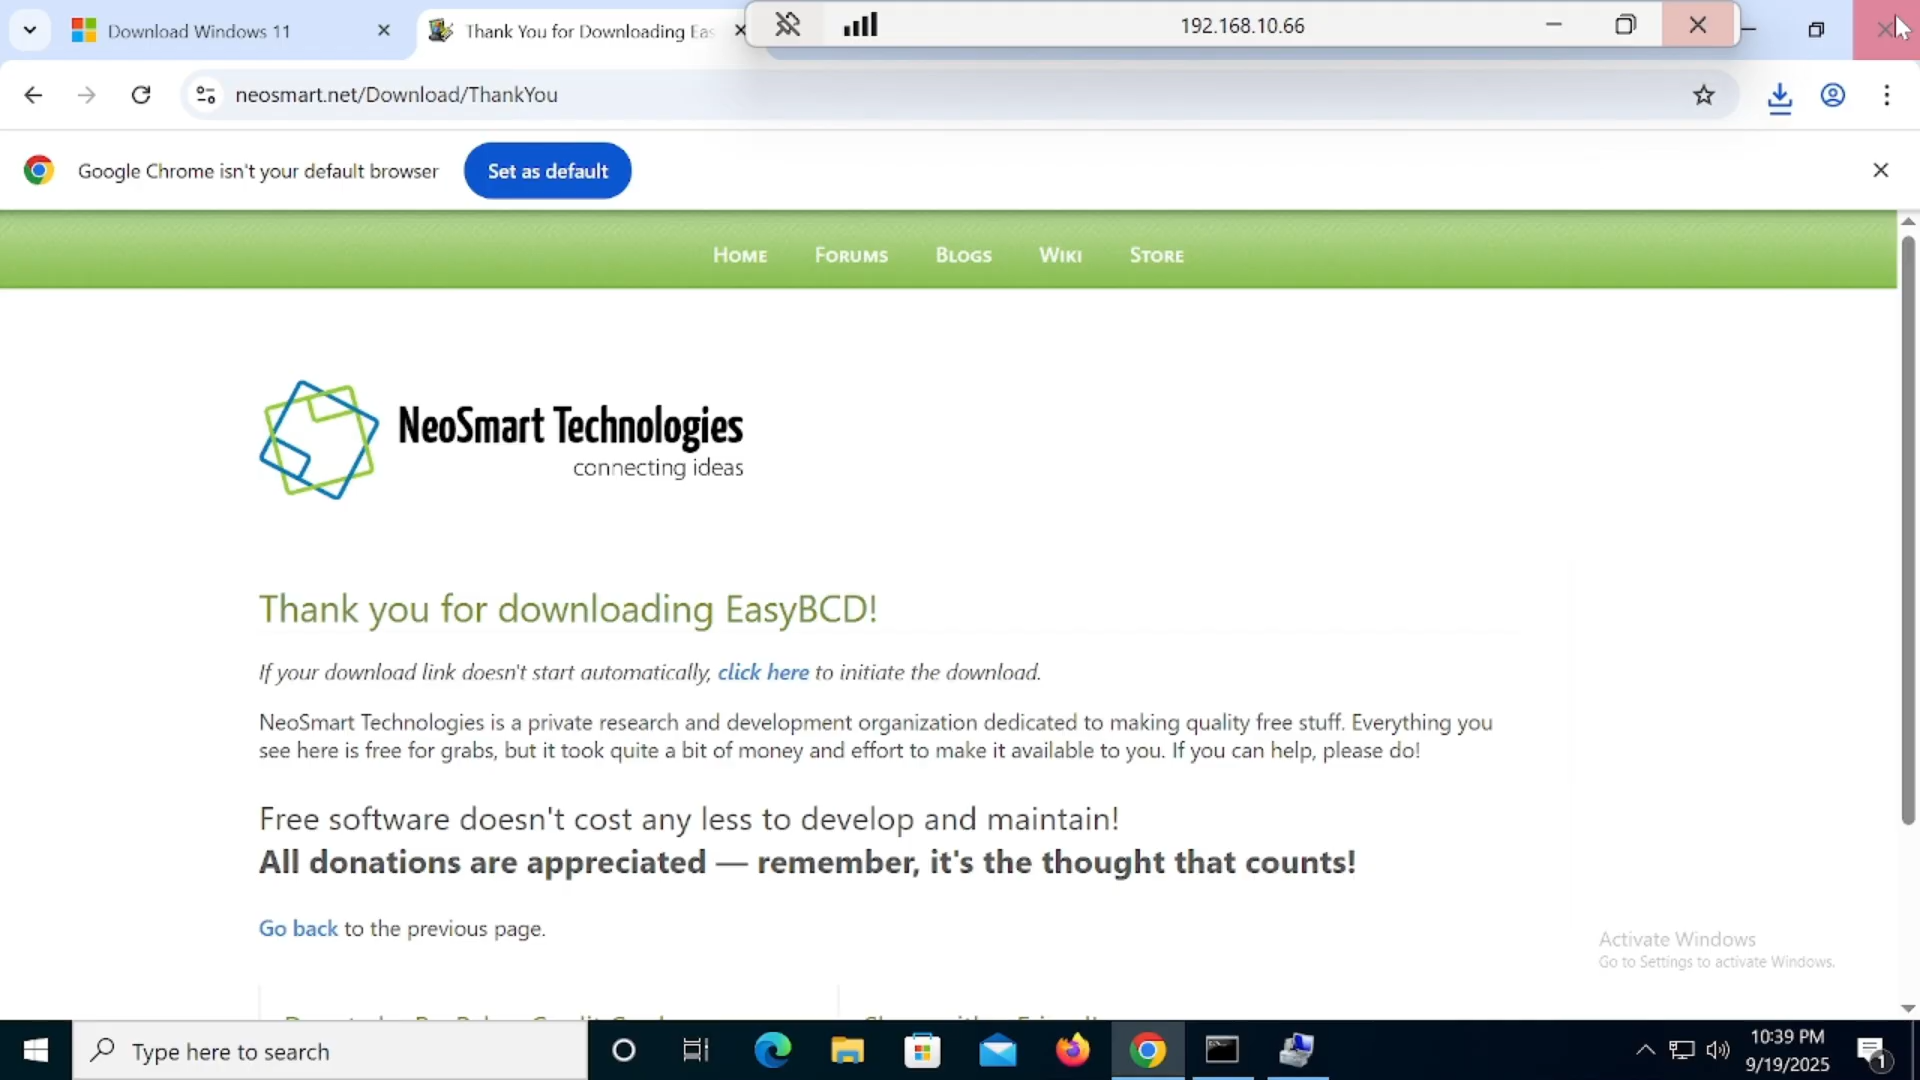 Download Windows 11
Thank You for Downloading Eas
192.168.10.66
neosmart.net/Download/ThankYou
Google Chrome isn't your default browser
Set as default
HOME
FORUMS
BLOGS
WIKI
STORE
NeoSmart Technologies
connecting ideas
Thank you for downloading EasyBCD!
If your download link doesn't start automatically, click here to initiate the download.
NeoSmart Technologies is a private research and development organization dedicated to making quality free stuff. Everything you
see here is free for grabs, but it took quite a bit of money and effort to make it available to you. If you can help, please do!
Free software doesn't cost any less to develop and maintain!
All donations are appreciated — remember, it's the thought that counts!
Go back to the previous page.
Activate Windows
Go to Settings to activate Windows.
Type here to search
10:39 PM
9/19/2025
1